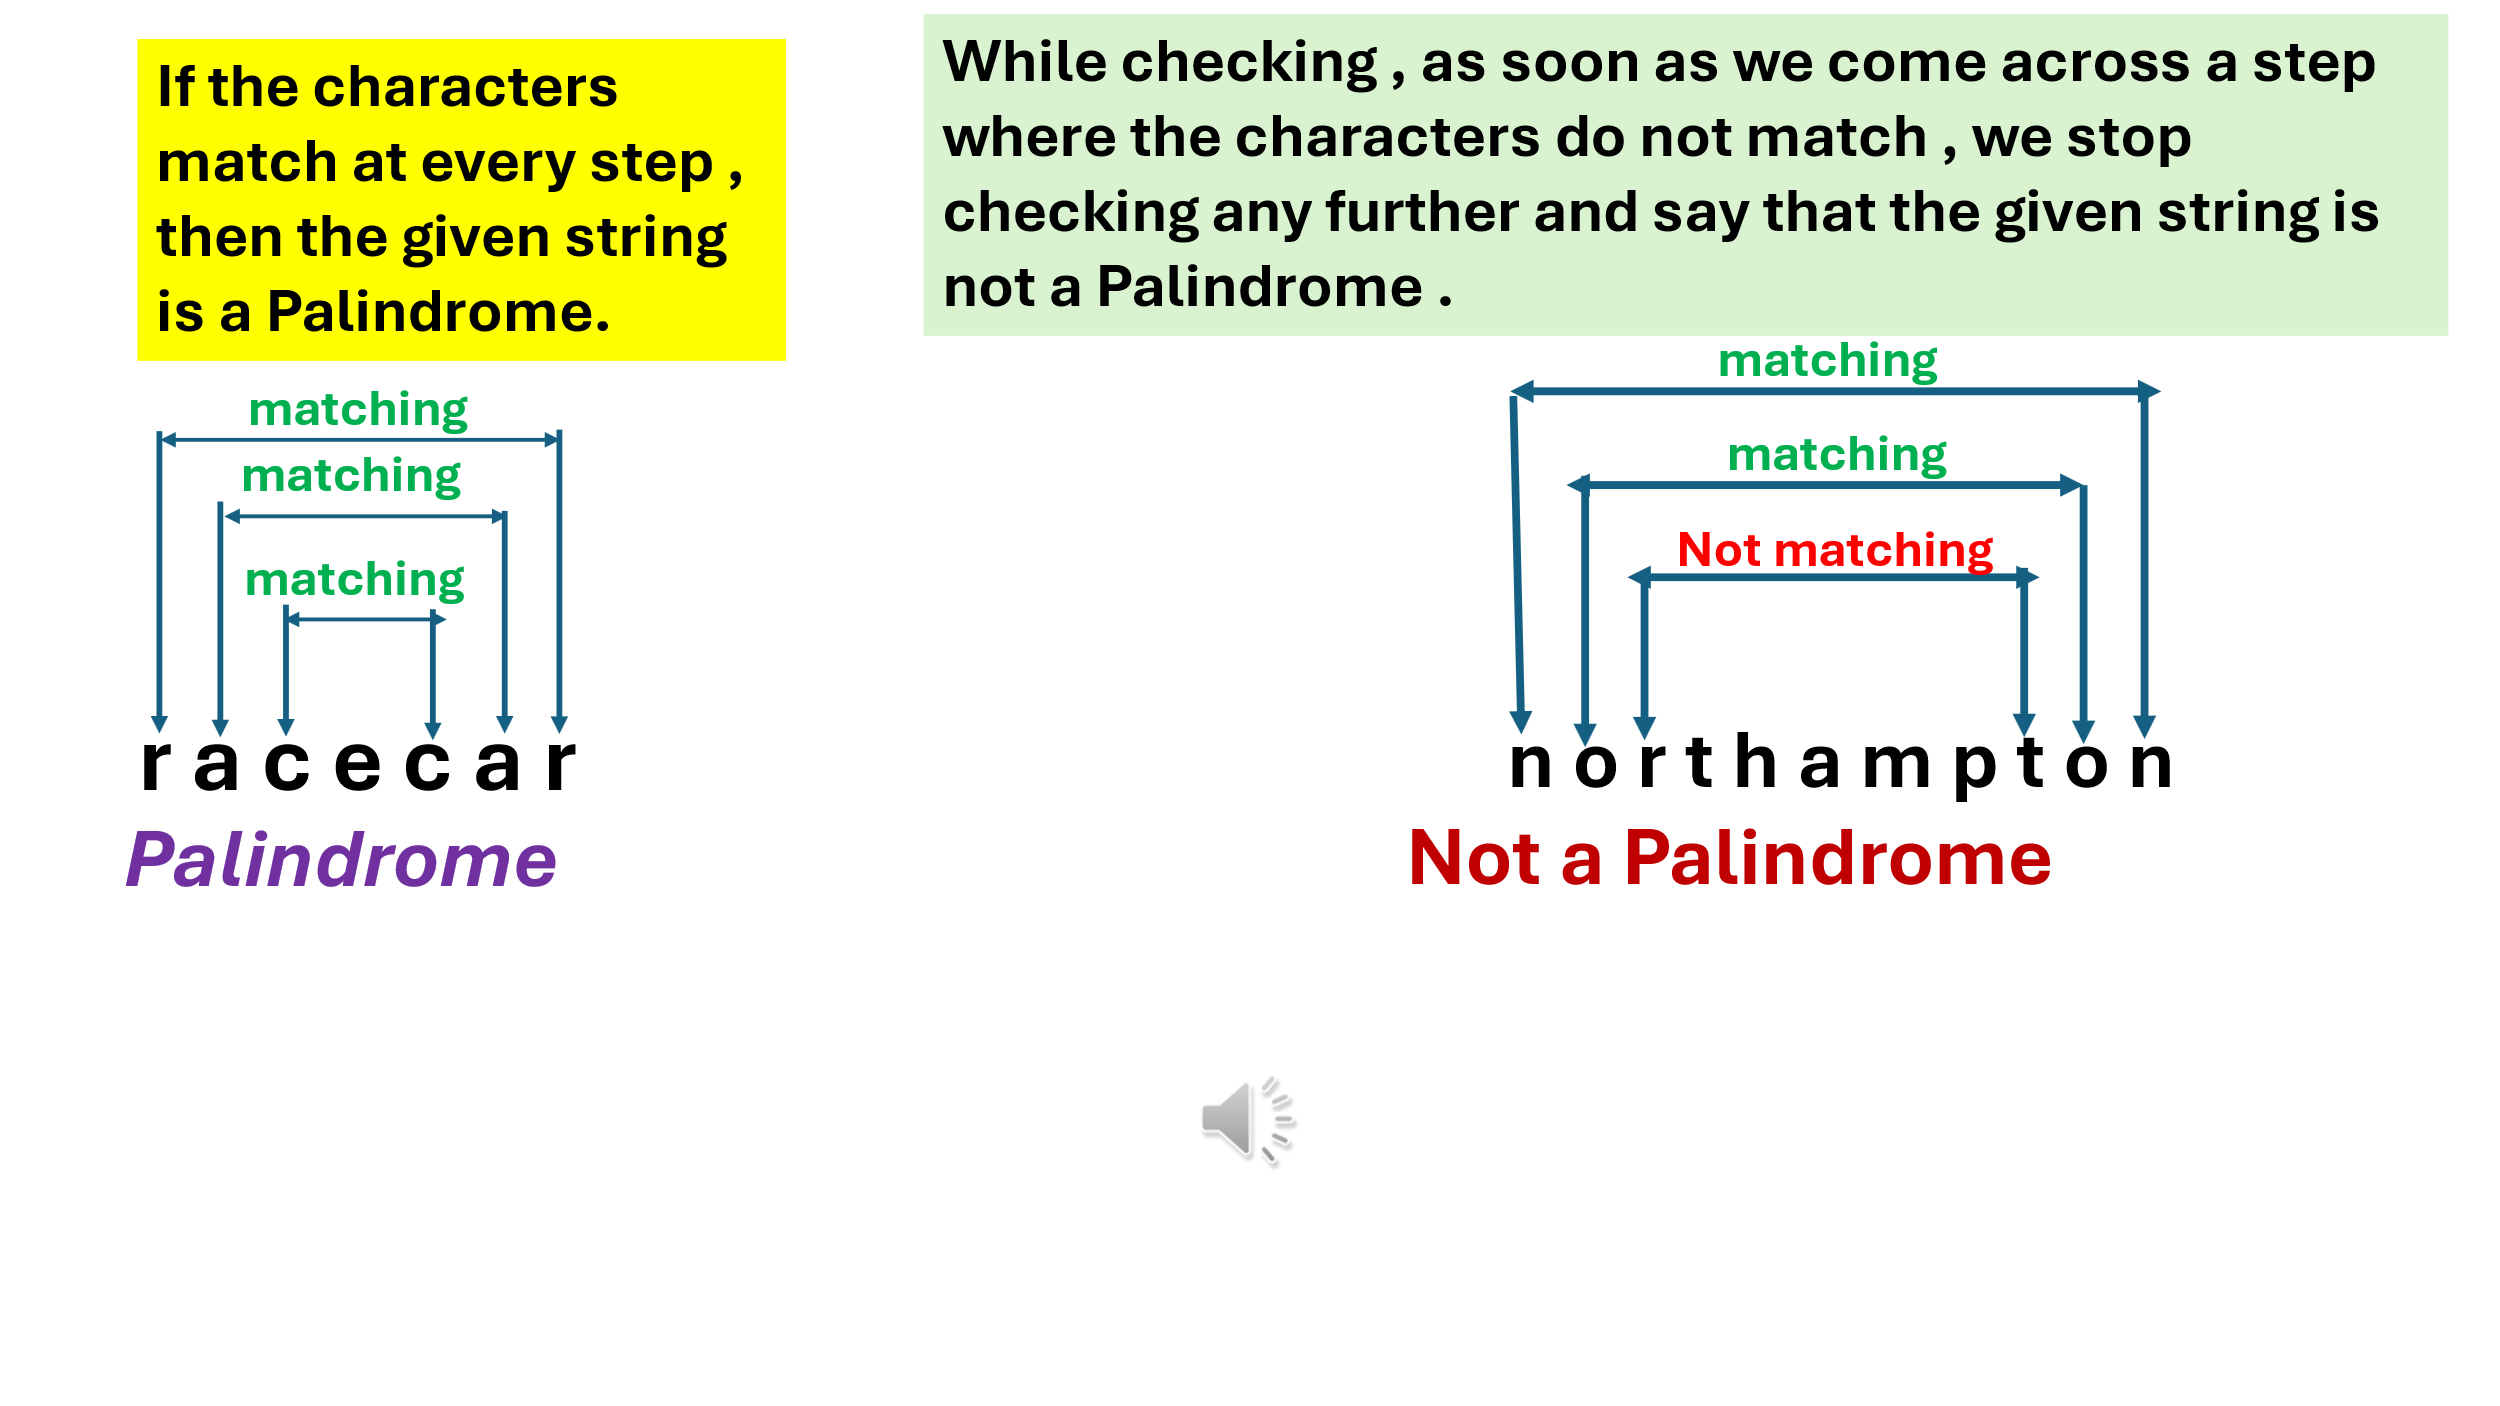 If the characters
match at every step ,
then the given string
is a Palindrome.
matching
matching
matching
r a c e c a r
Palindrome
While checking , as soon as we come across a step
where the characters do not match , we stop
checking any further and say that the given string is
not a Palindrome .
matching
matching
Not matching
n o r t h a m p t o n
Not a Palindrome